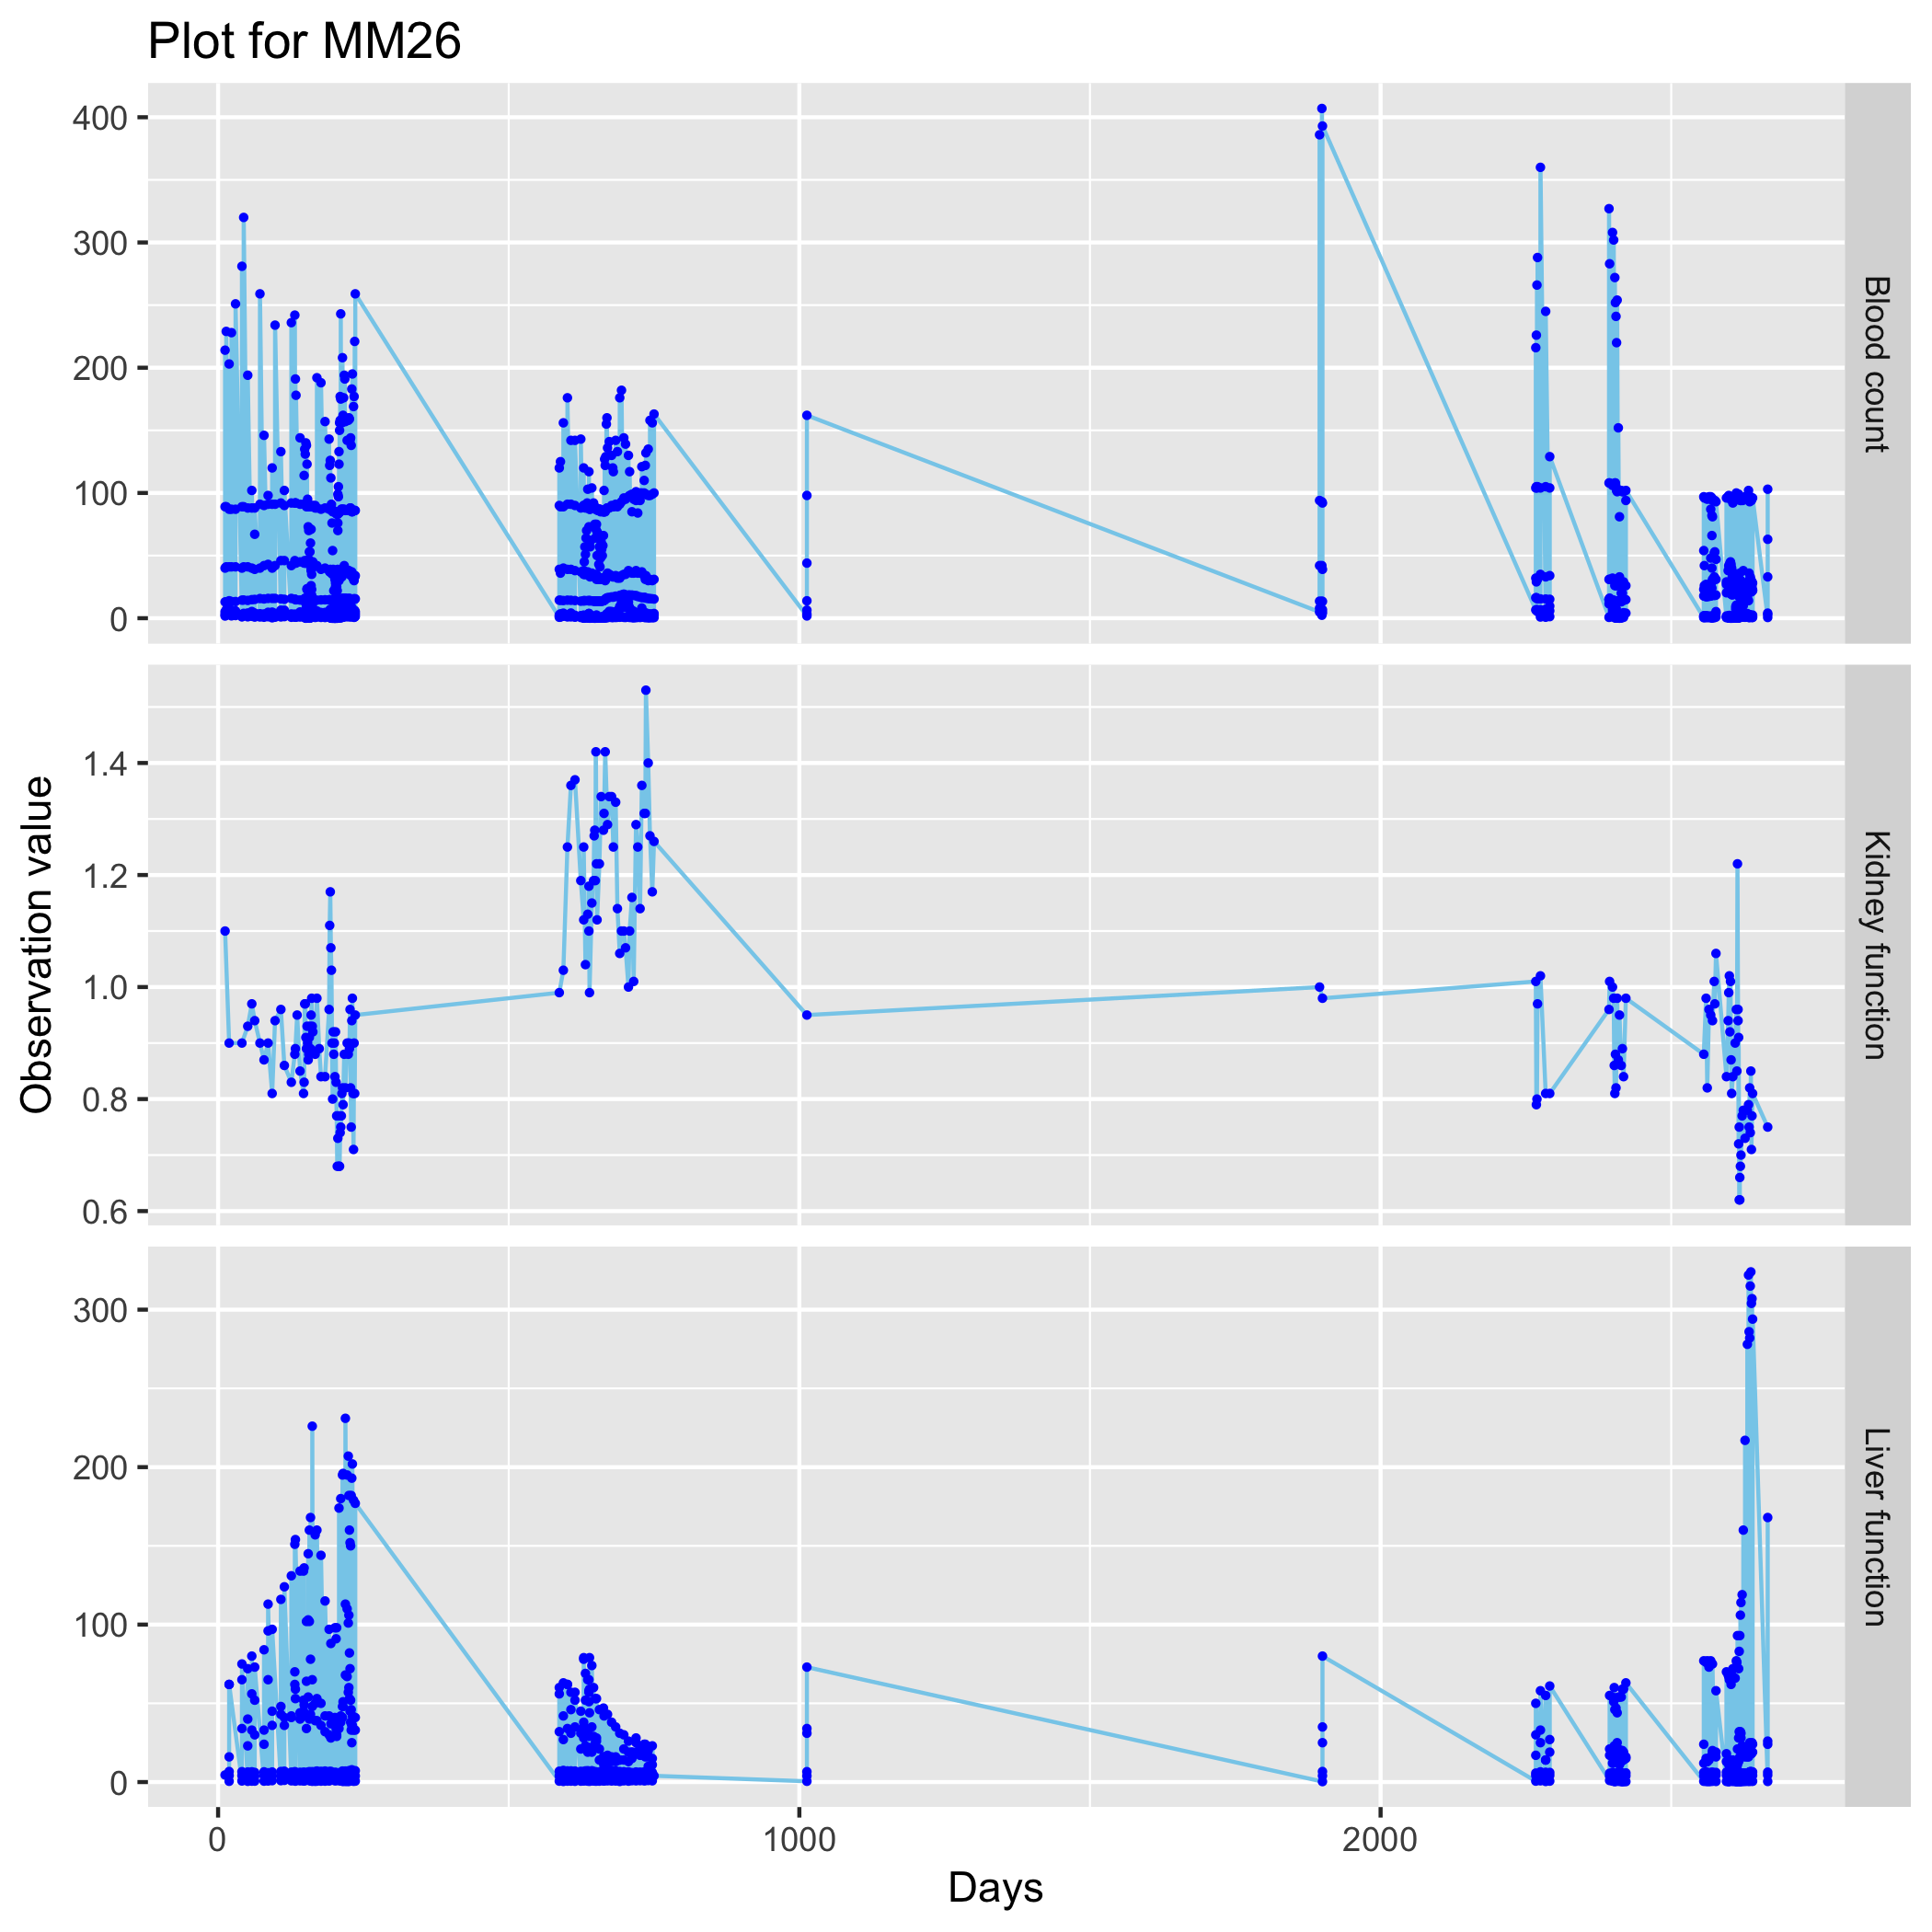 Plot for MM26
400
300
200
100
0
Blood count
1.4
1.2
1.0
0.8
0.6
Kidney function
Observation value
300
200
100
0
Liver function
0
1000
2000
Days